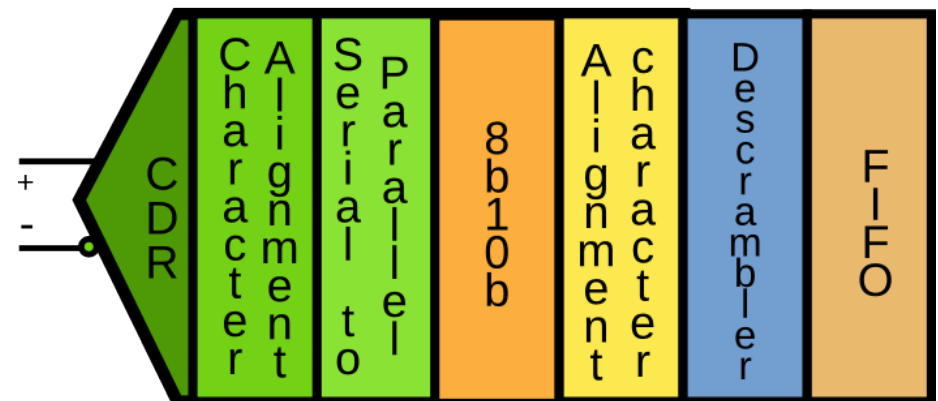 +
-
CDR
Character
Alignment
Serial to
Parallel
8b10b
Alignment
character
Descrambler
FIFO